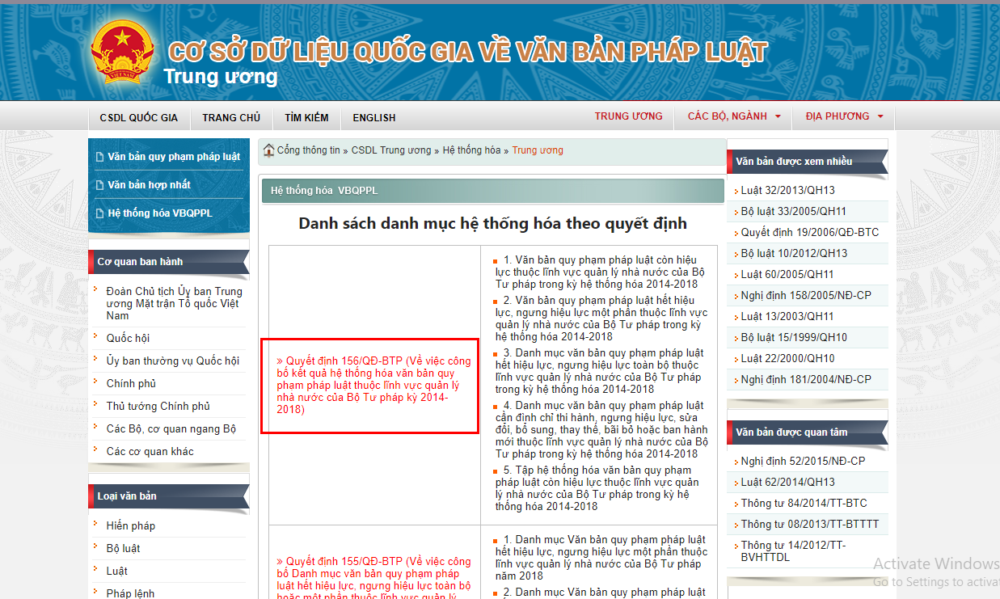 CƠ SỞ DỮ LIỆU QUỐC GIA VỀ VĂN BẢN PHÁP LUẬT
Trung ương
VIỆT NAM
CSDL QUỐC GIA
TRANG CHỦ
TÌM KIẾM
ENGLISH
TRUNG ƯƠNG
CÁC BỘ, NGÀNH
ĐỊA PHƯƠNG
Văn bản quy phạm pháp luật
Văn bản hợp nhất
Hệ thống hóa VBQPPL
Cơ quan ban hành
Đoàn Chủ tịch Ủy ban Trung
ương Mặt trận Tổ quốc Việt
Nam
Quốc hội
Ủy ban thường vụ Quốc hội
Chính phủ
Thủ tướng Chính phủ
Các Bộ, cơ quan ngang Bộ
Các cơ quan khác
Loại văn bản
Hiến pháp
Bộ luật
Luật
Pháp lệnh
Cổng thông tin » CSDL Trung ương » Hệ thống hóa » Trung ương
Hệ thống hóa VBQPPL
Danh sách danh mục hệ thống hóa theo quyết định
» Quyết định 156/QĐ-BTP (Về việc công
bố kết quả hệ thống hóa văn bản quy
phạm pháp luật thuộc lĩnh vực quản lý
nhà nước của Bộ Tư pháp kỳ 2014-
2018)
1. Văn bản quy phạm pháp luật còn hiệu
lực thuộc lĩnh vực quản lý nhà nước của Bộ
Tư pháp trong kỳ hệ thống hóa 2014-2018
2. Văn bản quy phạm pháp luật hết hiệu
lực, ngưng hiệu lực một phần thuộc lĩnh vực
quản lý nhà nước của Bộ Tư pháp trong kỳ
hệ thống hóa 2014-2018
3. Danh mục văn bản quy phạm pháp luật
hết hiệu lực, ngưng hiệu lực toàn bộ thuộc
lĩnh vực quản lý nhà nước của Bộ Tư pháp
trong kỳ hệ thống hóa 2014-2018
4. Danh mục văn bản quy phạm pháp luật
cần đình chỉ thi hành, ngưng hiệu lực, sửa
đổi, bổ sung, thay thế, bãi bỏ hoặc ban hành
mới thuộc lĩnh vực quản lý nhà nước của Bộ
Tư pháp trong kỳ hệ thống hóa 2014-2018
5. Tập hệ thống hóa văn bản quy phạm
pháp luật còn hiệu lực thuộc lĩnh vực quản
lý nhà nước của Bộ Tư pháp trong kỳ hệ
thống hóa 2014-2018
» Quyết định 155/QĐ-BTP (Về việc công
bố Danh mục văn bản quy phạm pháp
luật hết hiệu lực, ngưng hiệu lực toàn bộ
hoặc một phần thuộc lĩnh vực quản lý
1. Danh mục Văn bản quy phạm pháp luật
hết hiệu lực, ngưng hiệu lực một phần thuộc
lĩnh vực quản lý nhà nước của Bộ Tư pháp
năm 2018
2. Danh mục Văn bản quy phạm pháp luật
Văn bản được xem nhiều
Luật 32/2013/QH13
Bộ luật 33/2005/QH11
Quyết định 19/2006/QĐ-BTC
Bộ luật 10/2012/QH13
Luật 60/2005/QH11
Nghị định 158/2005/NĐ-CP
Luật 13/2003/QH11
Bộ luật 15/1999/QH10
Luật 22/2000/QH10
Nghị định 181/2004/NĐ-CP
Văn bản được quan tâm
Nghị định 52/2015/NĐ-CP
Luật 62/2014/QH13
Thông tư 84/2014/TT-BTC
Thông tư 08/2013/TT-BTTTT
Thông tư 14/2012/TT-
BVHTTDL
Activate Windows
Go to Settings to activat